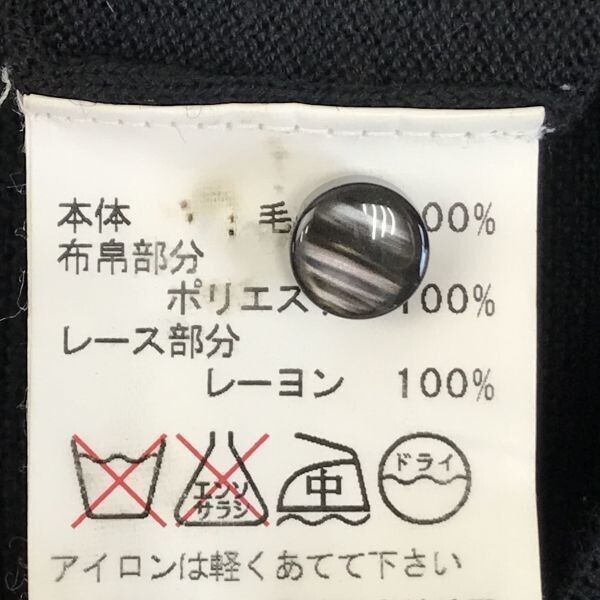 本体 毛 00%
布帛部分
ポリエス 100%
レース部分
レーヨン 100%
エンソ
サラシ
中
ドライ
アイロンは軽くあてて下さい